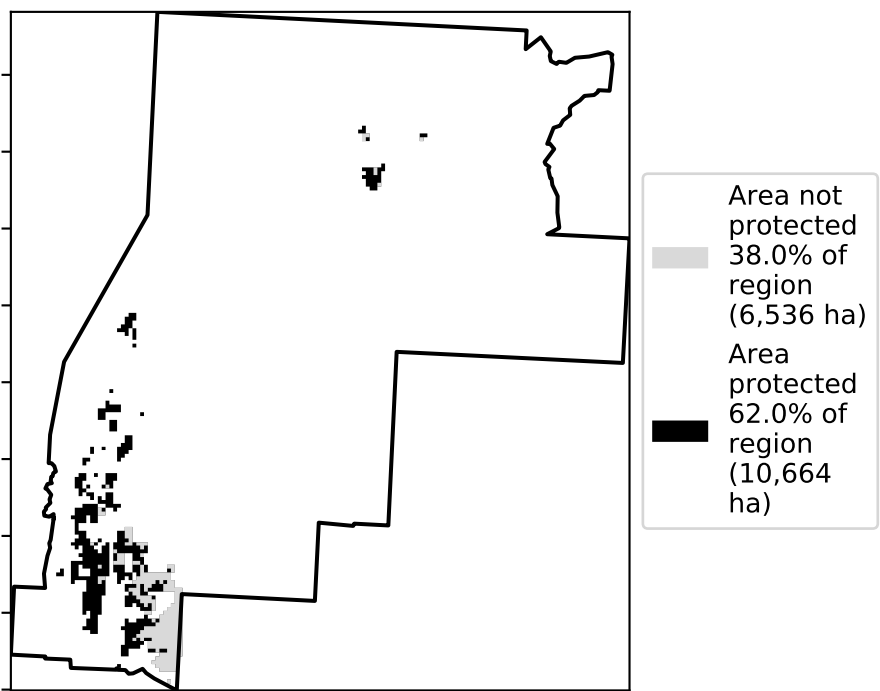 Area not
protected
38.0% of
region
(6,536 ha)
Area
protected
62.0% of
region
(10,664
ha)